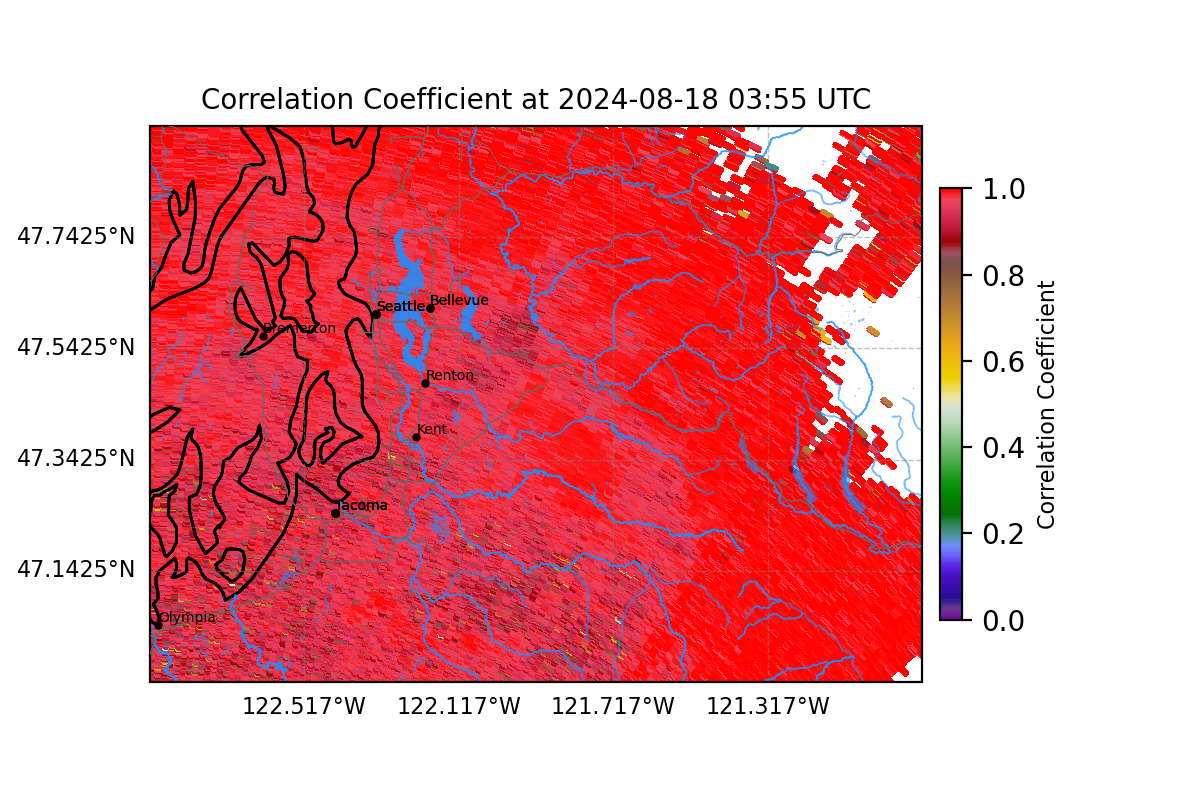 Correlation Coefficient at 2024-08-18 03:55 UTC
47.7425°N
47.5425°N
47.3425°N
47.1425°N
Seattle
Bellevue
Bremerton
Renton
Kent
Tacoma
Olympia
122.517°W
122.117°W
121.717°W
121.317°W
1.0
0.8
0.6
0.4
0.2
0.0
Correlation Coefficient